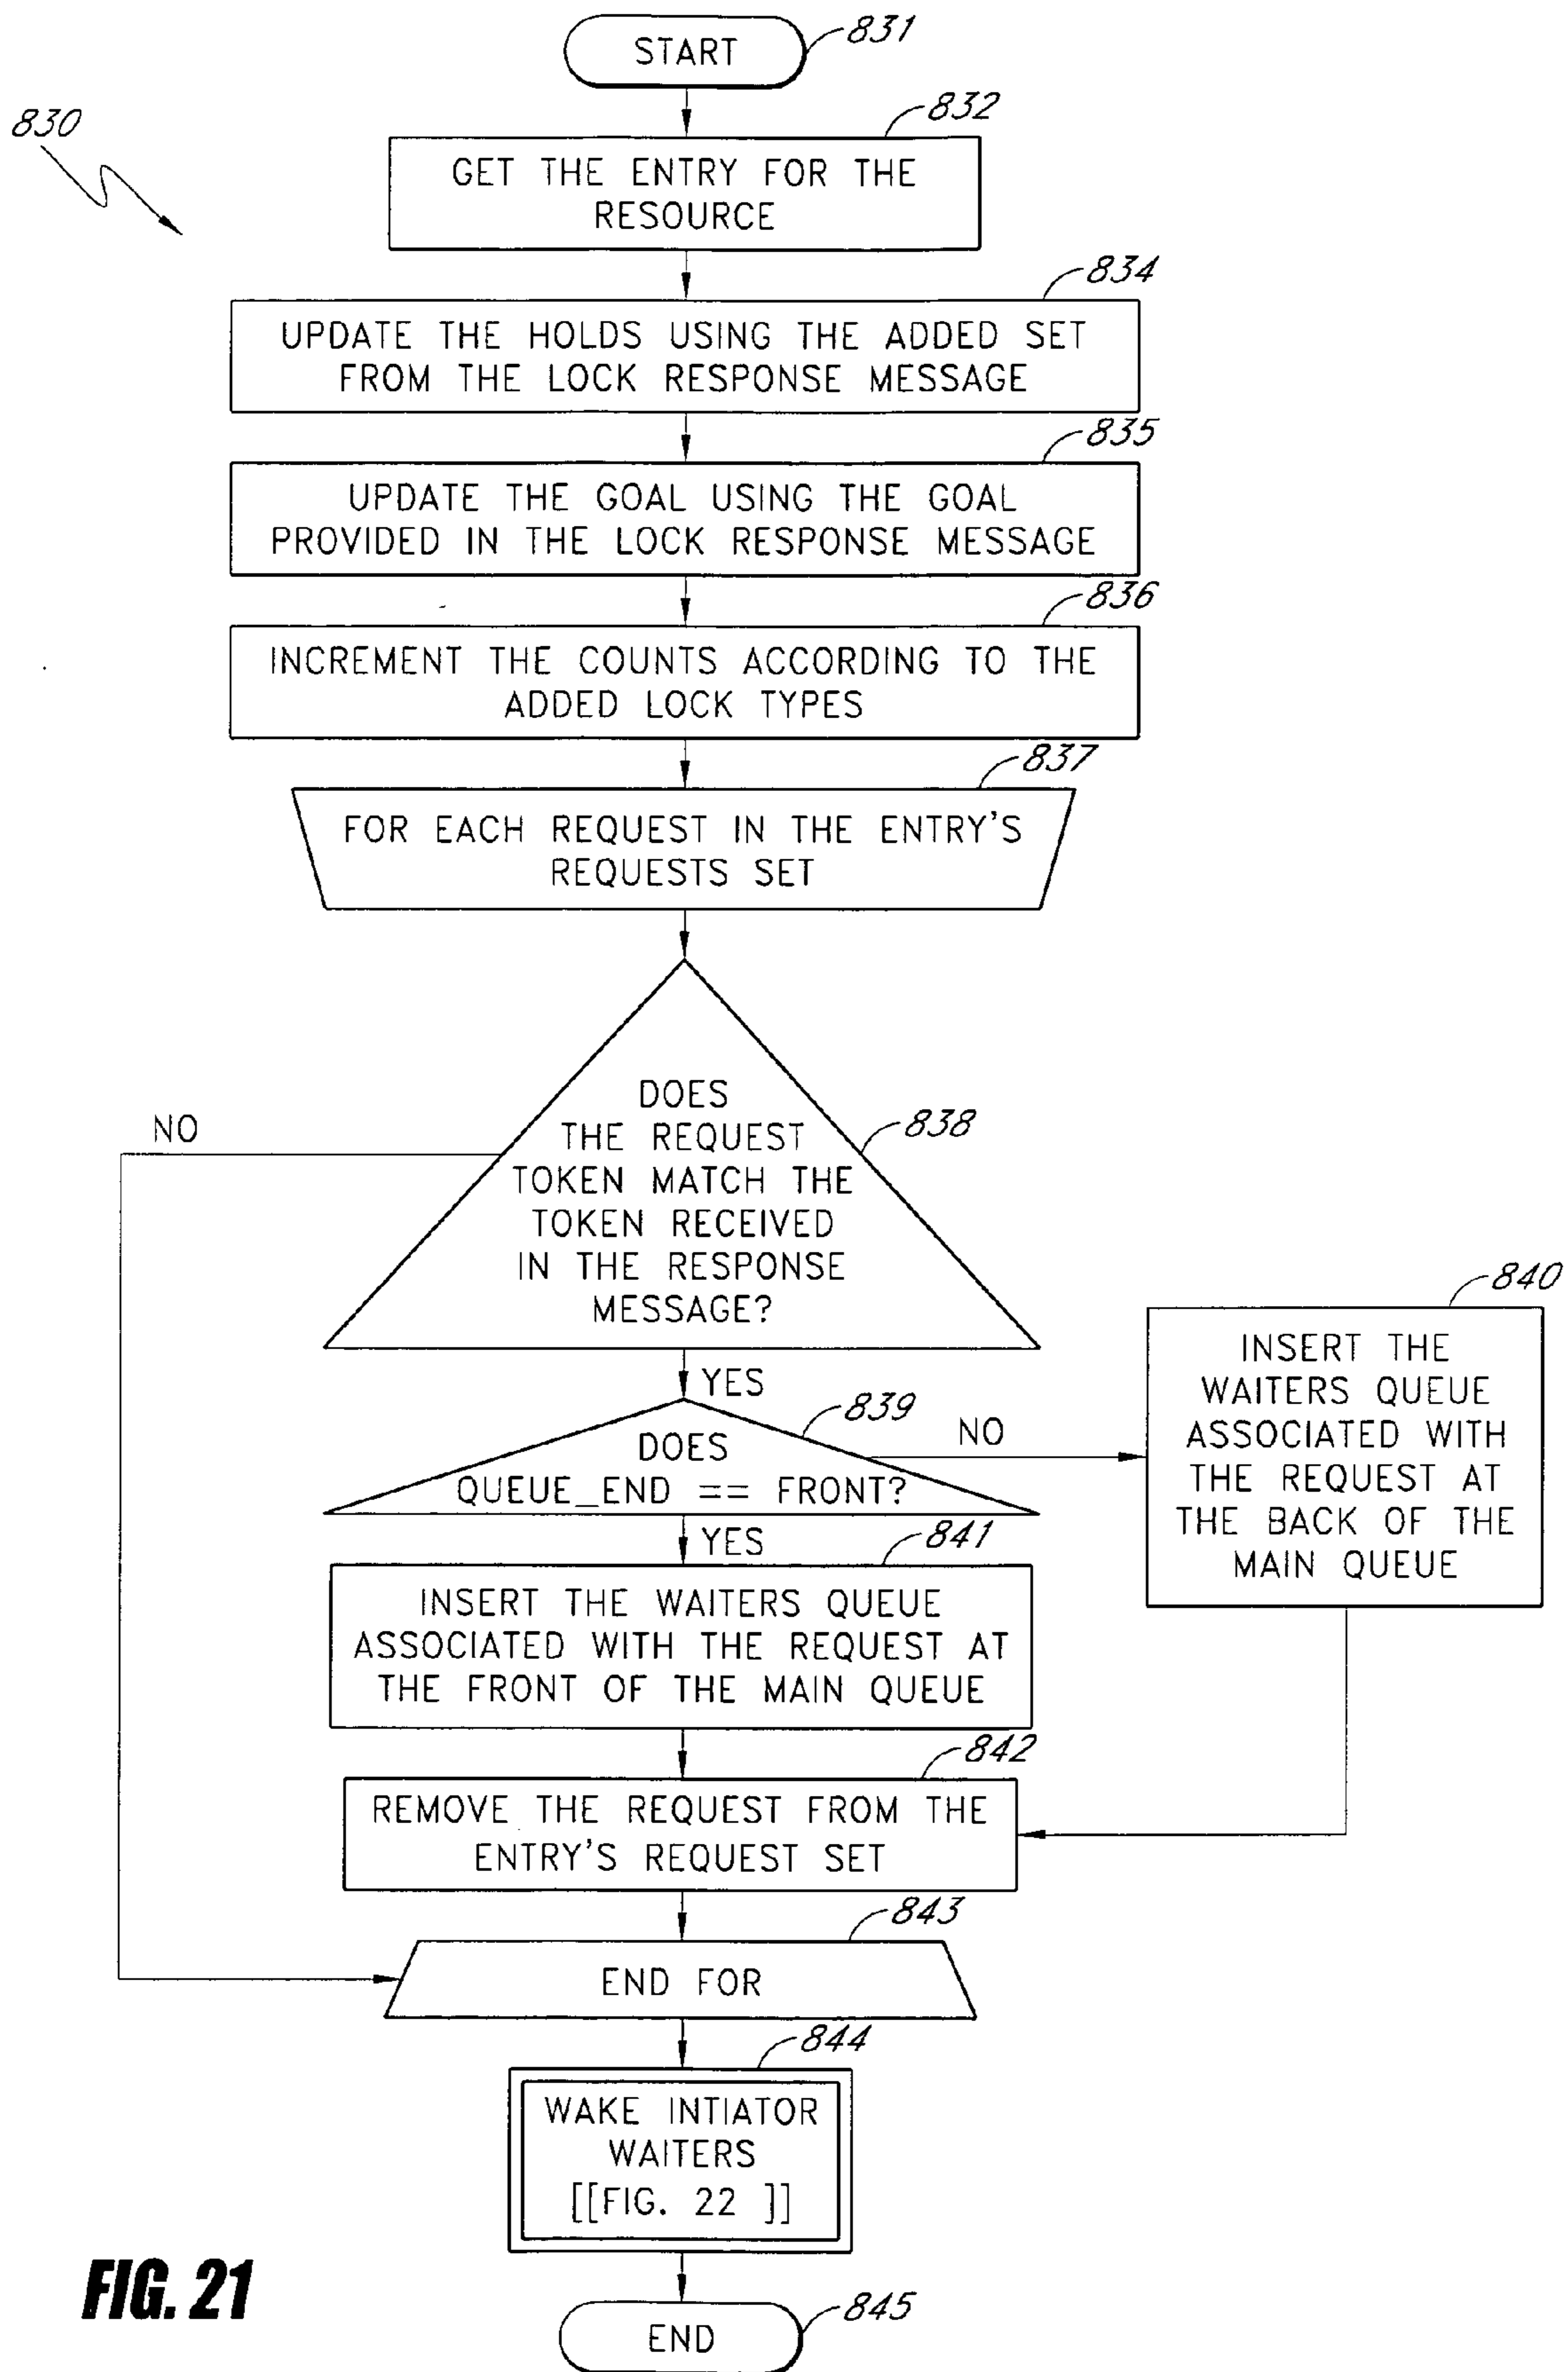 START
831
830
832
GET THE ENTRY FOR THE
RESOURCE
834
UPDATE THE HOLDS USING THE ADDED SET
FROM THE LOCK RESPONSE MESSAGE
835
UPDATE THE GOAL USING THE GOAL
PROVIDED IN THE LOCK RESPONSE MESSAGE
836
INCREMENT THE COUNTS ACCORDING TO THE
ADDED LOCK TYPES
837
FOR EACH REQUEST IN THE ENTRY'S
REQUESTS SET
NO
838
DOES
THE REQUEST
TOKEN MATCH THE
TOKEN RECEIVED
IN THE RESPONSE
MESSAGE?
YES
839
DOES
QUEUE_END == FRONT?
NO
840
INSERT THE
WAITERS QUEUE
ASSOCIATED WITH
THE REQUEST AT
THE BACK OF THE
MAIN QUEUE
YES
841
INSERT THE WAITERS QUEUE
ASSOCIATED WITH THE REQUEST AT
THE FRONT OF THE MAIN QUEUE
842
REMOVE THE REQUEST FROM THE
ENTRY'S REQUEST SET
843
END FOR
844
WAKE INTIATOR
WAITERS
[[FIG. 22 ]]
845
END
FIG. 21